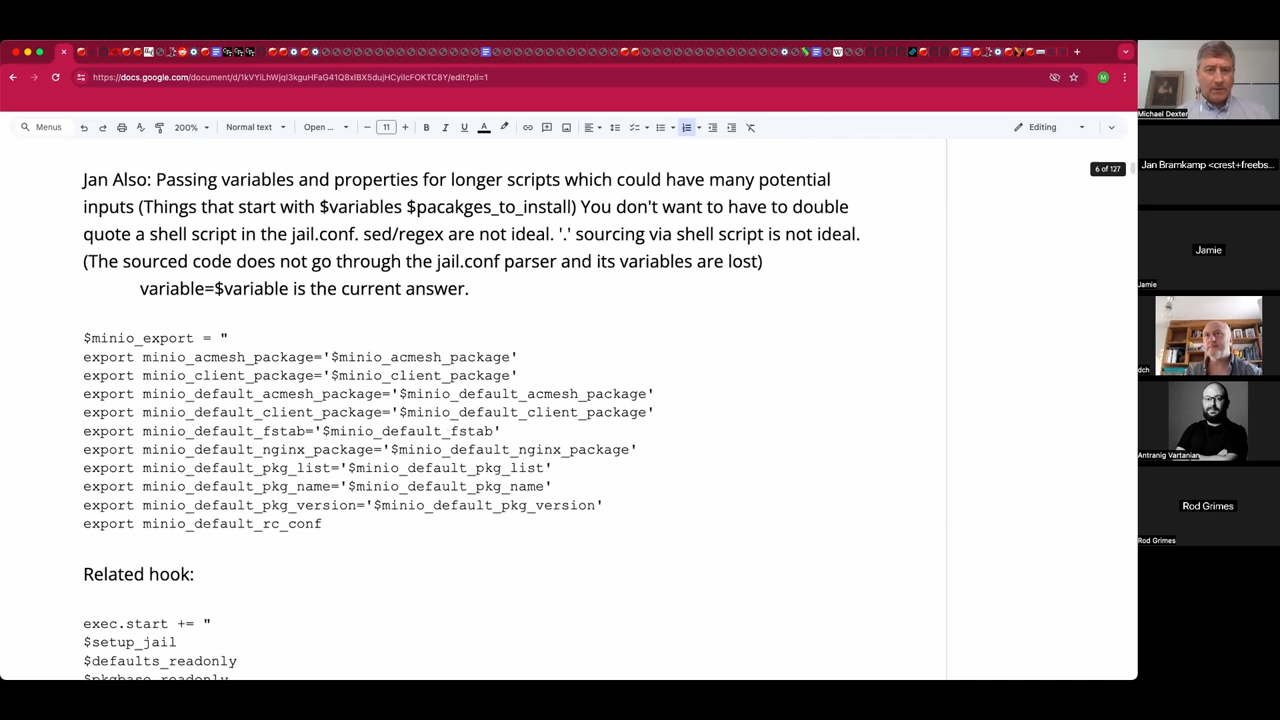 https://docs.google.com/document/d/1kVYiLhWjql3kguHFaG41Q8xIBX5dujHCyiIcFOKTC8Y/edit?pli=1
M
Menus
200%
Normal text
Open ...
11
Editing
6 of 127
Jan Also: Passing variables and properties for longer scripts which could have many potential
inputs (Things that start with $variables $pacakges_to_install) You don't want to have to double
quote a shell script in the jail.conf. sed/regex are not ideal. '.' sourcing via shell script is not ideal.
(The sourced code does not go through the jail.conf parser and its variables are lost)
variable=$variable is the current answer.
$minio_export = "
export minio_acmesh_package='$minio_acmesh_package'
export minio_client_package='$minio_client_package'
export minio_default_acmesh_package='$minio_default_acmesh_package'
export minio_default_client_package='$minio_default_client_package'
export minio_default_fstab='$minio_default_fstab'
export minio_default_nginx_package='$minio_default_nginx_package'
export minio_default_pkg_list='$minio_default_pkg_list'
export minio_default_pkg_name='$minio_default_pkg_name'
export minio_default_pkg_version='$minio_default_pkg_version'
export minio_default_rc_conf
Related hook:
exec.start += "
$setup_jail
$defaults_readonly
$pkgbase_readonly
Michael Dexter
Jan Bramkamp <crest+freebs...
Jamie
Jamie
dch
Antranig Vartanian
Rod Grimes
Rod Grimes